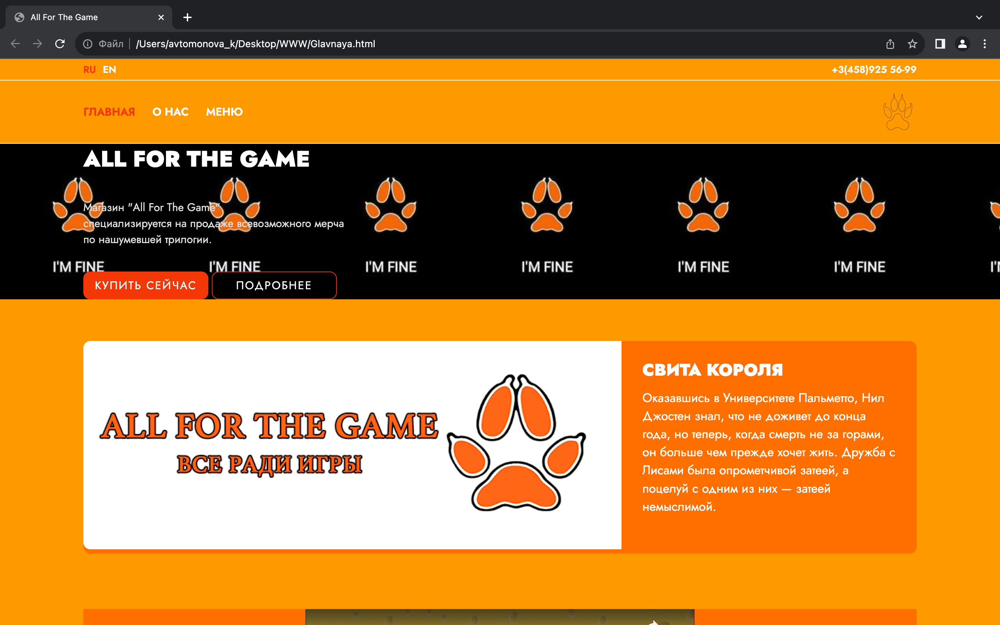 All For The Game
Файл
/Users/avtomonova_k/Desktop/WWW/Glavnaya.html
RU EN
+3(458)925 56-99
ГЛАВНАЯ О НАС МЕНЮ
ALL FOR THE GAME
Магазин "All For The Game"
специализируется на продаже всевозможного мерча
по нашумевшей трилогии.
I'M FINE I'M FINE I'M FINE I'M FINE I'M FINE I'M FINE
КУПИТЬ СЕЙЧАС ПОДРОБНЕЕ
ALL FOR THE GAME
ВСЕ РАДИ ИГРЫ
СВИТА КОРОЛЯ
Оказавшись в Университете Пальметто, Нил
Джостен знал, что не доживет до конца
года, но теперь, когда смерть не за горами,
он больше чем прежде хочет жить. Дружба с
Лисами была опрометчивой затеей, а
поцелуй с одним из них — затеей
немыслимой.